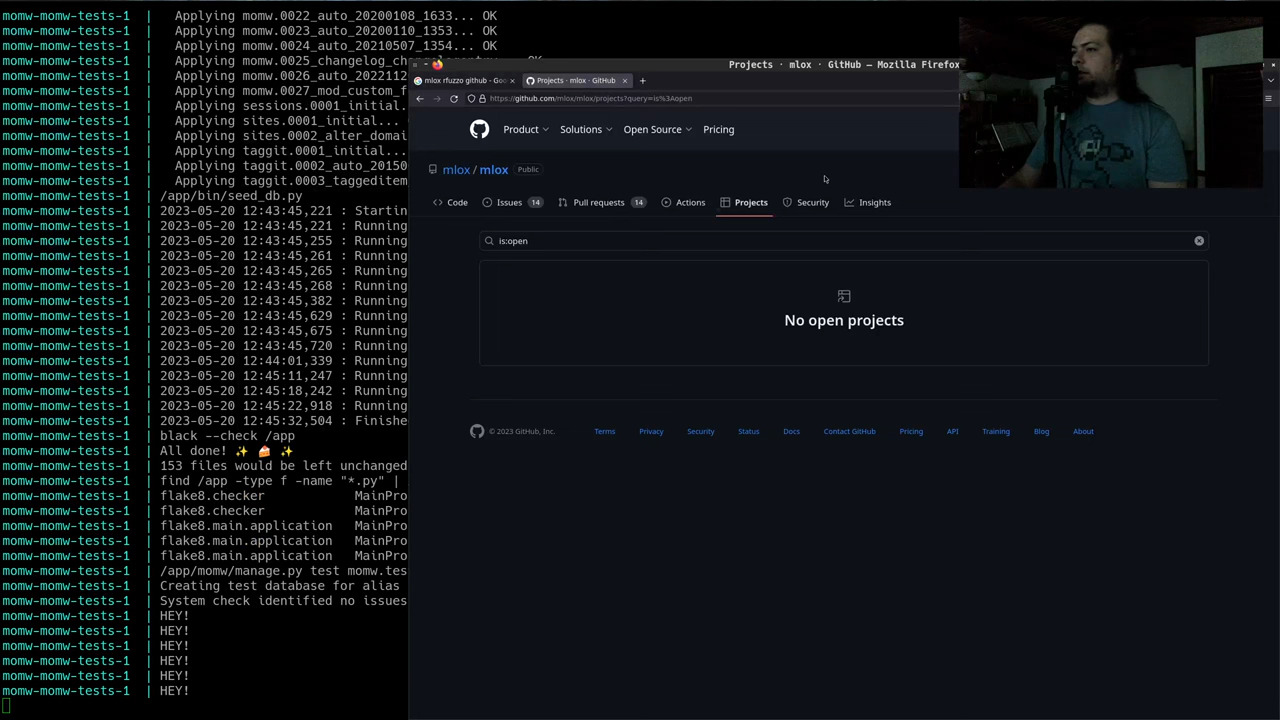 momw-momw-tests-1  |   Applying momw.0022_auto_20200108_1633... OK
momw-momw-tests-1  |   Applying momw.0023_auto_20200110_1353... OK
momw-momw-tests-1  |   Applying momw.0024_auto_20210507_1354... OK
momw-momw-tests-1  |   Applying momw.0025_changelog_
momw-momw-tests-1  |   Applying momw.0026_auto_202212
momw-momw-tests-1  |   Applying momw.0027_mod_custom_f
momw-momw-tests-1  |   Applying sessions.0001_initial.
momw-momw-tests-1  |   Applying sites.0001_initial...
momw-momw-tests-1  |   Applying sites.0002_alter_domai
momw-momw-tests-1  |   Applying taggit.0001_initial...
momw-momw-tests-1  |   Applying taggit.0002_auto_20150
momw-momw-tests-1  |   Applying taggit.0003_taggeditem
momw-momw-tests-1  | /app/bin/seed_db.py
momw-momw-tests-1  | 2023-05-20 12:43:45,221 : Startin
momw-momw-tests-1  | 2023-05-20 12:43:45,221 : Running
momw-momw-tests-1  | 2023-05-20 12:43:45,255 : Running
momw-momw-tests-1  | 2023-05-20 12:43:45,261 : Running
momw-momw-tests-1  | 2023-05-20 12:43:45,265 : Running
momw-momw-tests-1  | 2023-05-20 12:43:45,268 : Running
momw-momw-tests-1  | 2023-05-20 12:43:45,382 : Running
momw-momw-tests-1  | 2023-05-20 12:43:45,629 : Running
momw-momw-tests-1  | 2023-05-20 12:43:45,675 : Running
momw-momw-tests-1  | 2023-05-20 12:43:45,720 : Running
momw-momw-tests-1  | 2023-05-20 12:44:01,339 : Running
momw-momw-tests-1  | 2023-05-20 12:45:11,247 : Running
momw-momw-tests-1  | 2023-05-20 12:45:18,242 : Running
momw-momw-tests-1  | 2023-05-20 12:45:22,918 : Running
momw-momw-tests-1  | 2023-05-20 12:45:32,504 : Finishe
momw-momw-tests-1  | black --check /app
momw-momw-tests-1  | All done! ✨ 🍰 ✨
momw-momw-tests-1  | 153 files would be left unchanged
momw-momw-tests-1  | find /app -type f -name "*.py" |
momw-momw-tests-1  | flake8.checker            MainPro
momw-momw-tests-1  | flake8.checker            MainPro
momw-momw-tests-1  | flake8.main.application   MainPro
momw-momw-tests-1  | flake8.main.application   MainPro
momw-momw-tests-1  | flake8.main.application   MainPro
momw-momw-tests-1  | /app/momw/manage.py test momw.tes
momw-momw-tests-1  | Creating test database for alias
momw-momw-tests-1  | System check identified no issues
momw-momw-tests-1  | HEY!
momw-momw-tests-1  | HEY!
momw-momw-tests-1  | HEY!
momw-momw-tests-1  | HEY!
momw-momw-tests-1  | HEY!
momw-momw-tests-1  | HEY!
Projects · mlox · GitHub — Mozilla Firefox
mlox rfuzzo github - Goo
Projects · mlox · GitHub
https://github.com/mlox/mlox/projects?query=is%3Aopen
Product Solutions Open Source Pricing
mlox / mlox Public
Code Issues 14 Pull requests 14 Actions Projects Security Insights
is:open
No open projects
© 2023 GitHub, Inc. Terms Privacy Security Status Docs Contact GitHub Pricing API Training Blog About